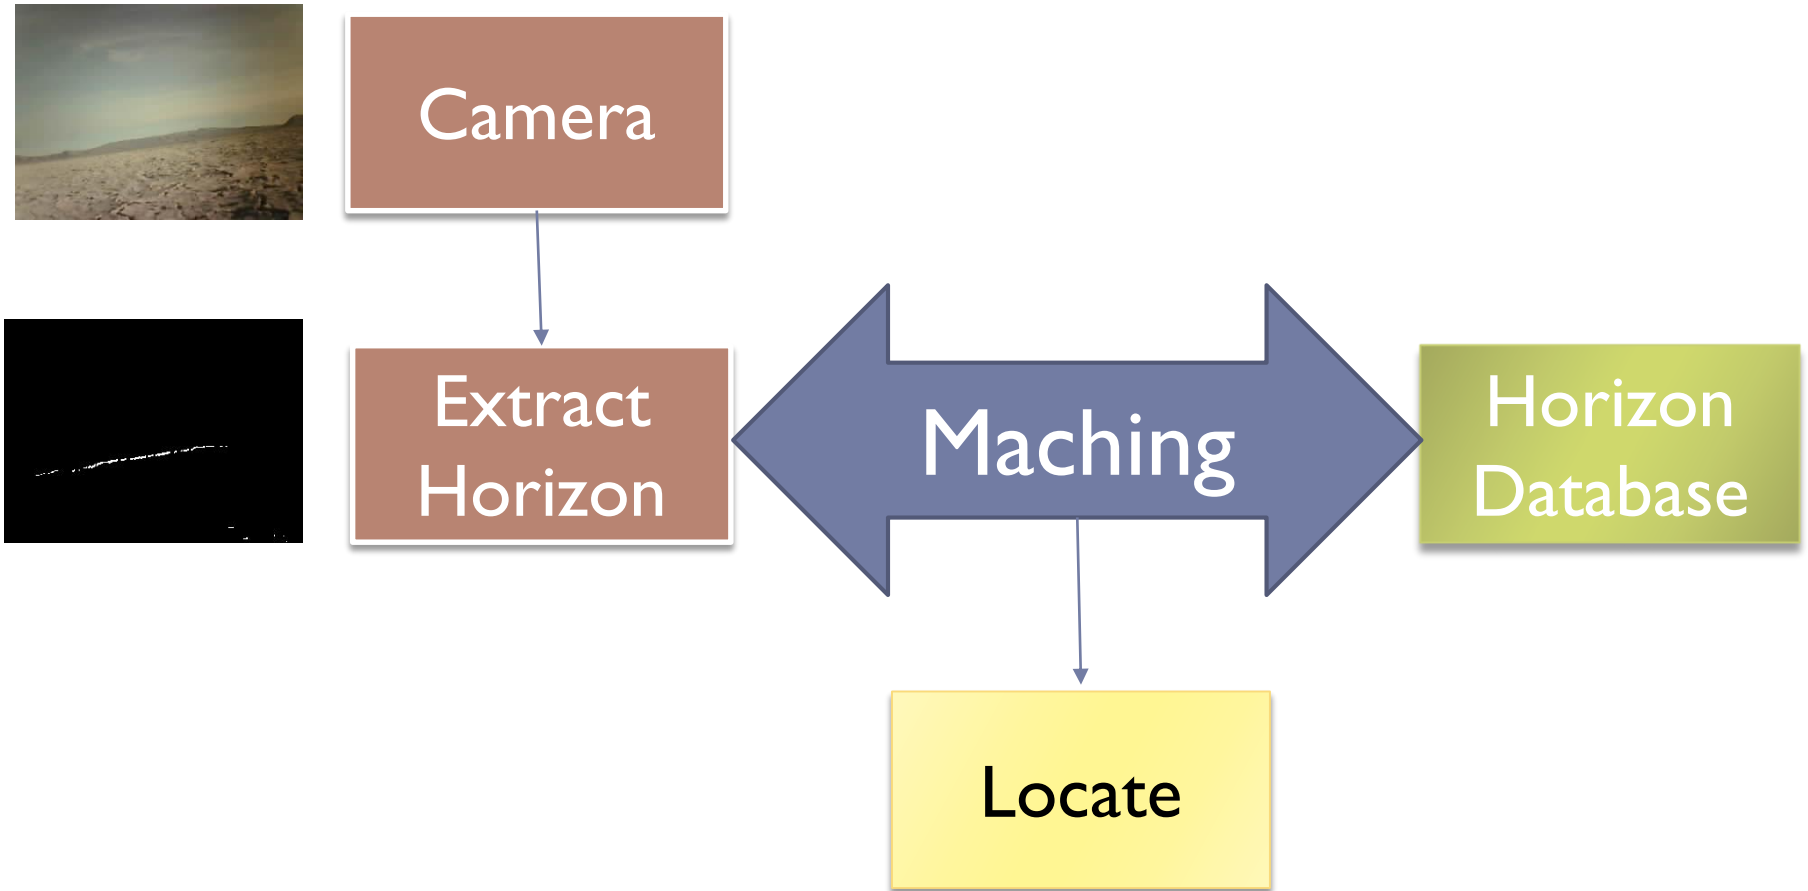 Camera
Extract
Horizon
Maching
Horizon
Database
Locate